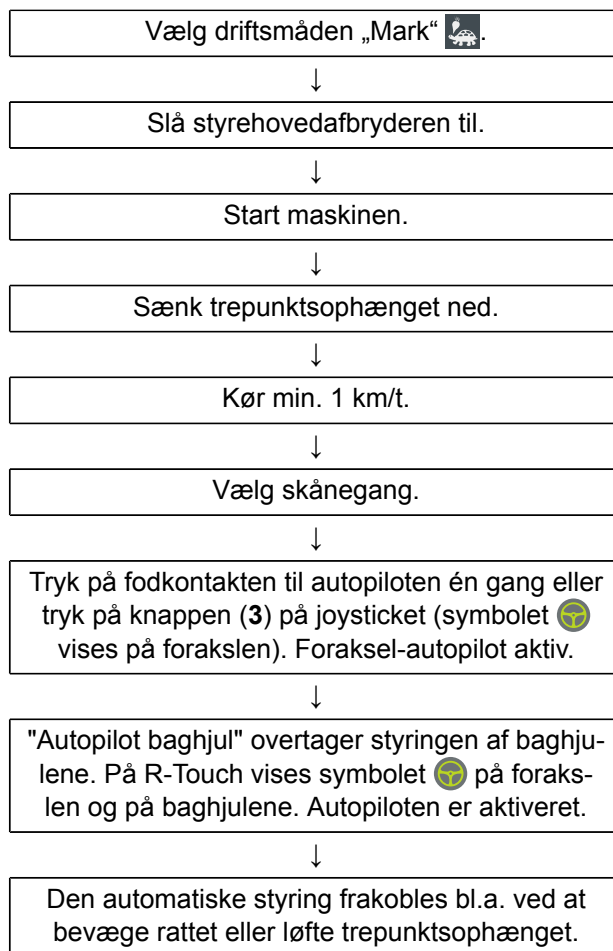 Vælg driftsmåden „Mark“ .
↓
Slå styrehovedafbryderen til.
↓
Start maskinen.
↓
Sænk trepunktsophænget ned.
↓
Kør min. 1 km/t.
↓
Vælg skånegang.
↓
Tryk på fodkontakten til autopiloten én gang eller
tryk på knappen (3) på joysticket (symbolet
vises på forakslen). Foraksel-autopilot aktiv.
↓
"Autopilot baghjul" overtager styringen af baghju-
lene. På R-Touch vises symbolet på foraks-
len og på baghjulene. Autopiloten er aktiveret.
↓
Den automatiske styring frakobles bl.a. ved at
bevæge rattet eller løfte trepunktsophænget.